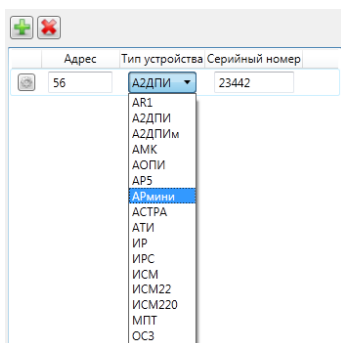 Адрес Тип устройства Серийный номер
56 А2ДПИ 23442
AR1
А2ДПИ
А2ДПИм
АМК
АОПИ
АР5
АРмини
АСТРА
АТИ
ИР
ИРС
ИСМ
ИСМ22
ИСМ220
МПТ
ОСЗ